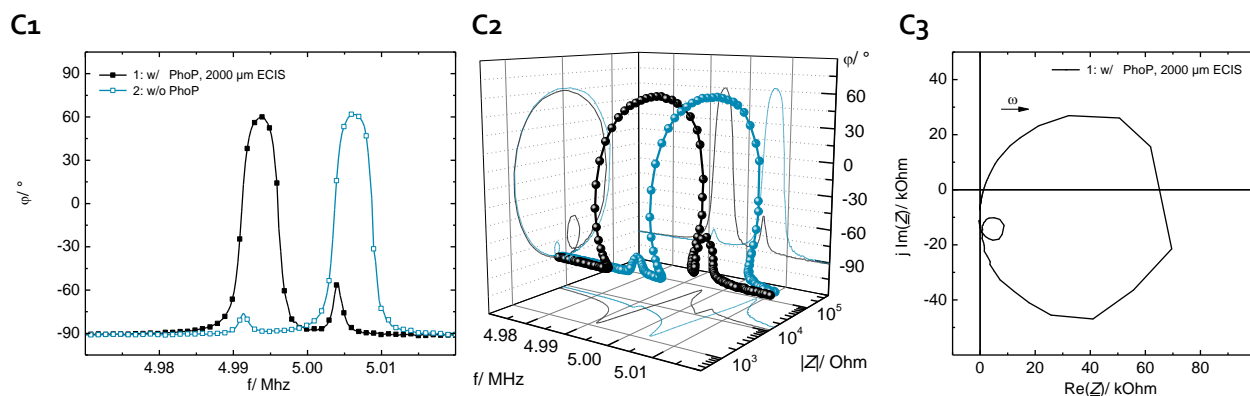 C1
C2
C3
90
60
30
0
-30
-60
-90
φ/ °
4.98
4.99
5.00
5.01
f/ Mhz
1: w/ PhoP, 2000 µm ECIS
2: w/o PhoP
φ/ °
60
30
0
-30
-60
-90
4.98
4.99
5.00
5.01
f/ MHz
10³
10⁴
10⁵
|Z|/ Ohm
1: w/ PhoP, 2000 µm ECIS
ω
40
20
0
-20
-40
j Im(Z)/ kOhm
0
20
40
60
80
100
Re(Z)/ kOhm